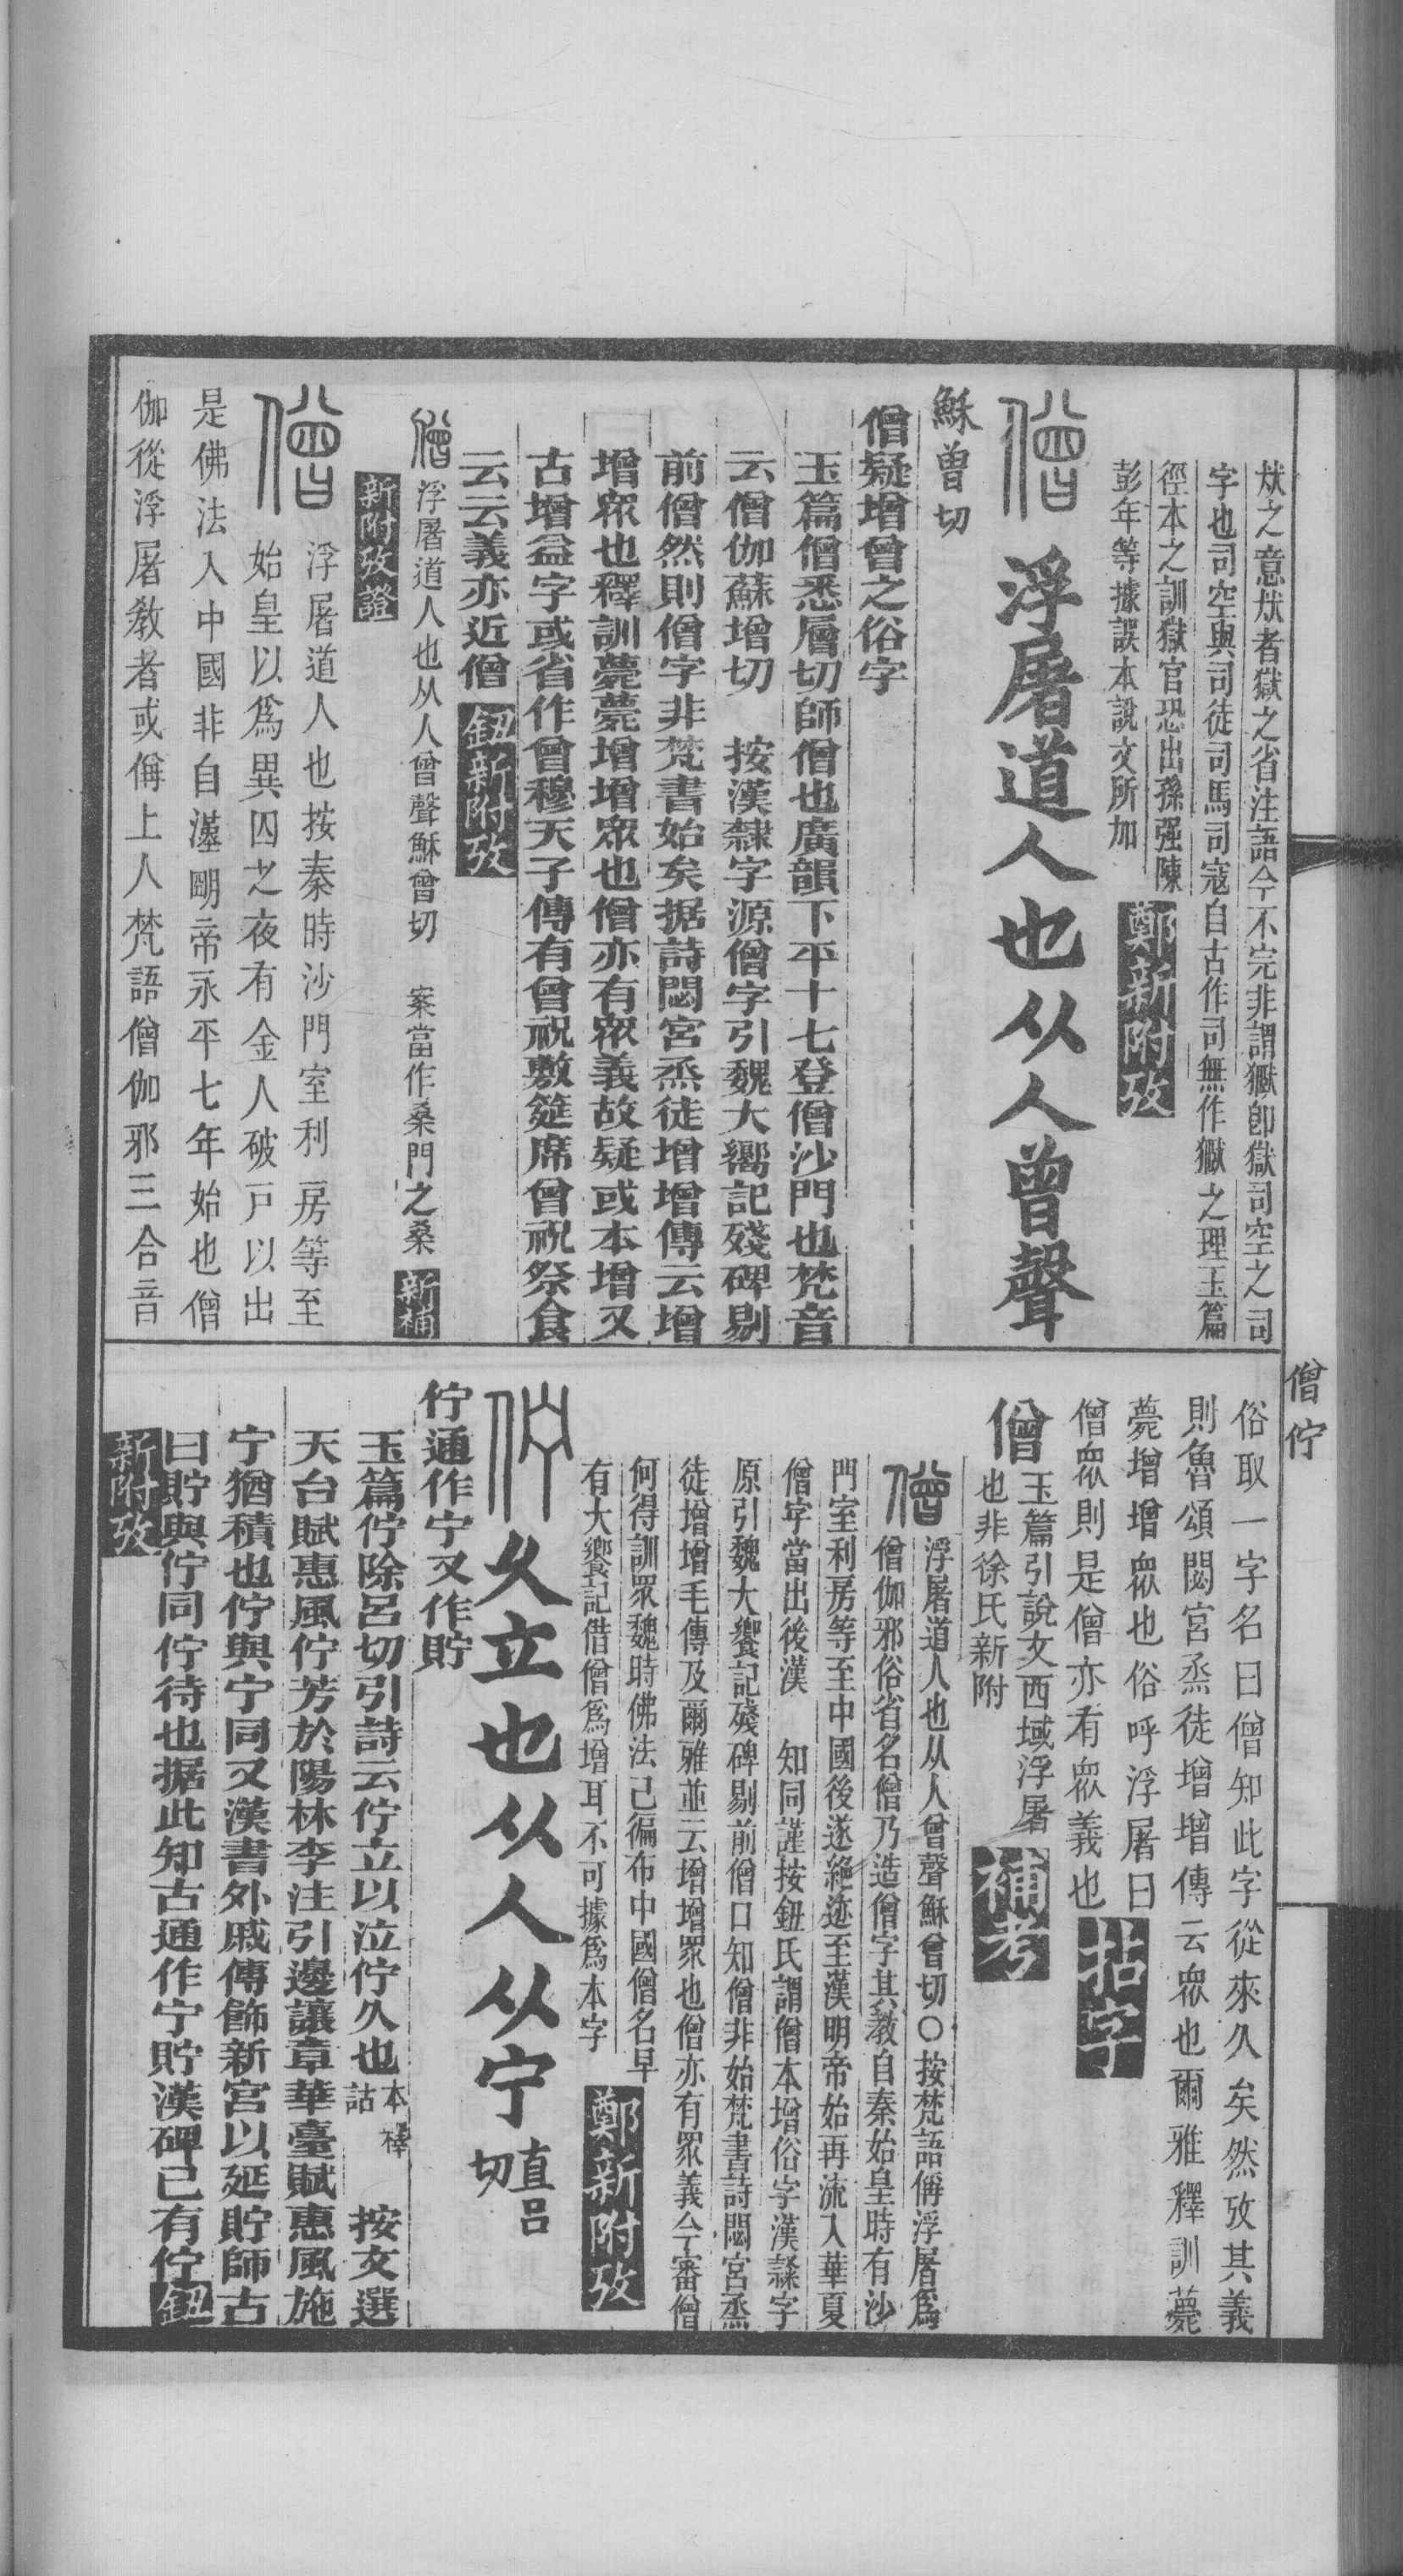 㹜之意㹜者獄之省注語今不完非謂獄卽獄司空之司
字也司空與司徒司馬司寇自古作司無作㺇之理玉篇
徑本之訓獄官恐出孫强陳
彭年等據誤本說文所加 鄭新附攷
僧 浮屠道人也从人曾聲
穌曾切
僧疑增曾之俗字
玉篇僧悉層切師僧也廣韻下平十七登僧沙門也梵音
云僧伽蘇增切 按漢隸字源僧字引魏大嚮記殘碑剔
前僧然則僧字非梵書始矣据詩閟宮烝徒增增傳云增
增眾也釋訓薨薨增增眾也僧亦有眾義故疑或本增又
古增益字或省作曾穆天子傳有曾祝敷筵席曾祝祭食
云云義亦近僧 鈕新附攷
僧 浮屠道人也从人曾聲穌曾切 案當作桑門之桑 新補
新附攷證
僧 浮屠道人也按秦時沙門室利房等至
始皇以爲異囚之夜有金人破戶以出
是佛法入中國非自漢明帝永平七年始也僧
伽從浮屠敎者或偁上人梵語僧伽邪三合音
僧佇
俗取一字名曰僧知此字從來久矣然攷其義
則魯頌閟宮烝徒增增傳云眾也爾雅釋訓薨
薨增增眾也俗呼浮屠曰
僧眾則是僧亦有眾義也 拈字
僧 玉篇引說文西域浮屠
也非徐氏新附 補考
僧 浮屠道人也从人曾聲穌曾切〇按梵語偁浮屠爲
僧伽邪俗省名僧乃造僧字其教自秦始皇時有沙
門室利房等至中國後遂絶迹至漢明帝始再流入華夏
僧字當出後漢 知同謹按鈕氏謂僧本增俗字漢隸字
原引魏大饗記殘碑剔前僧口知僧非始梵書詩閟宮烝
徒增增毛傳及爾雅並云增增眾也僧亦有眾義今審僧
何得訓眾魏時佛法已徧布中國僧名早
有大饗記借僧爲增耳不可據爲本字 鄭新附攷
佇 久立也从人从宁 直呂切
佇通作宁又作貯
玉篇佇除呂切引詩云佇立以泣佇久也 本詁 按文選
天台賦惠風佇芳於陽林李注引邊讓章華臺賦惠風施
宁猶積也佇與宁同又漢書外戚傳飾新宮以延貯師古
曰貯與佇同佇待也据此知古通作宁貯漢碑已有佇 鈕
新附攷